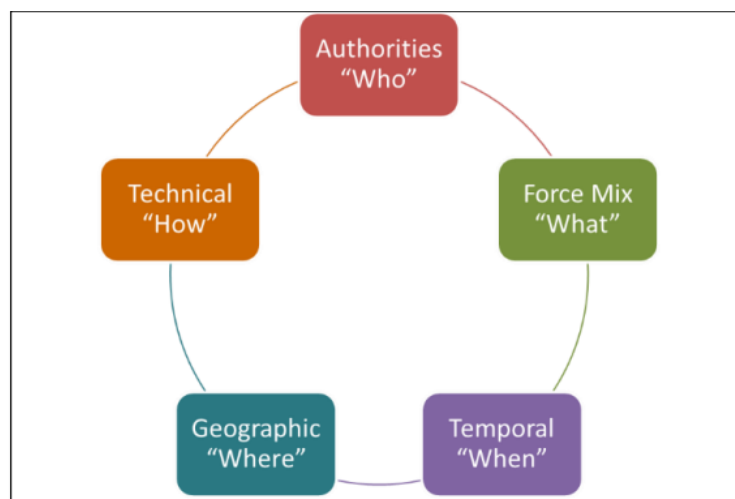 Authorities
“Who”
Force Mix
“What”
Temporal
“When”
Geographic
“Where”
Technical
“How”